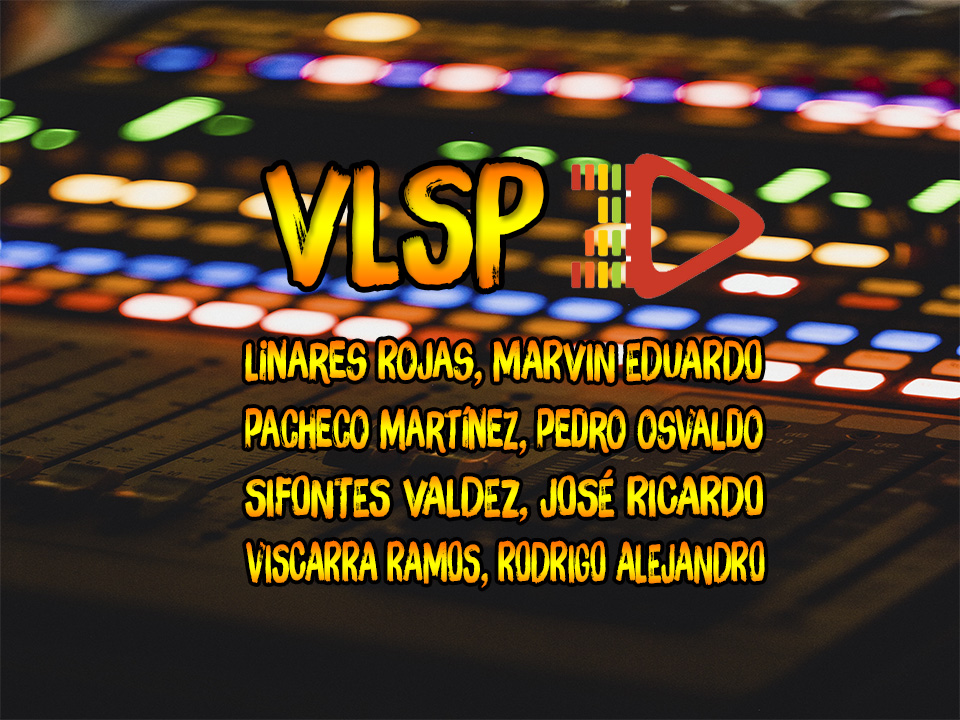 VLSP
LINARES ROJAS, MARVIN EDUARDO
PACHECO MARTÍNEZ, PEDRO OSVALDO
SIFONTES VALDEZ, JOSÉ RICARDO
VISCARRA RAMOS, RODRIGO ALEJANDRO